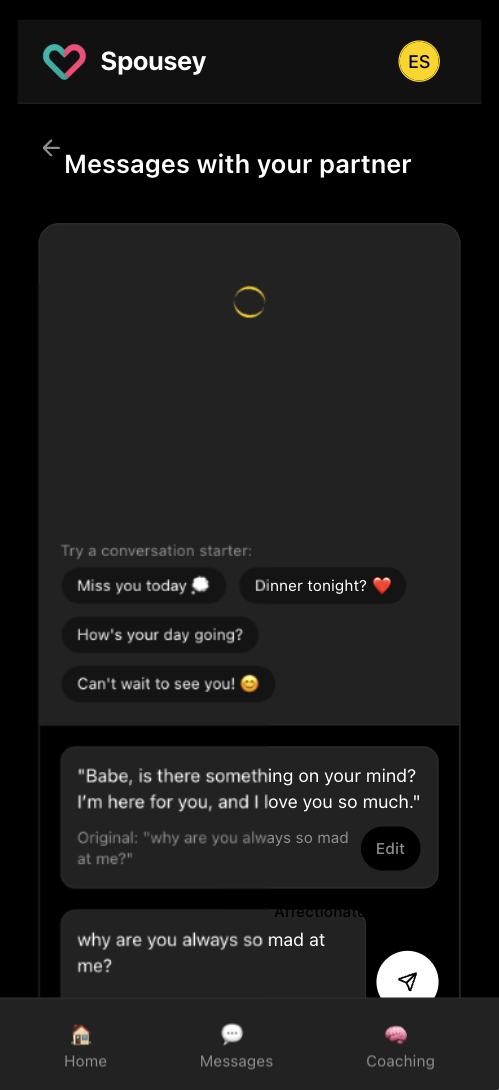 Spousey
ES
Messages with your partner
Try a conversation starter:
Miss you today 💭
Dinner tonight? ❤️
How's your day going?
Can't wait to see you! 😊
"Babe, is there something on your mind?
I'm here for you, and I love you so much."
Original: "why are you always so mad
at me?"
Edit
Affectionate
why are you always so mad at
me?
Home
Messages
Coaching